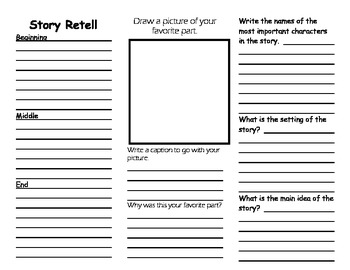 Story Retell
Beginning
Middle
End
Draw a picture of your
favorite part.
Write a caption to go with your
picture
Why was this your favorite part?
Write the names of the
most important characters
in the story.
What is the setting of the
story?
What is the main idea of the
story?